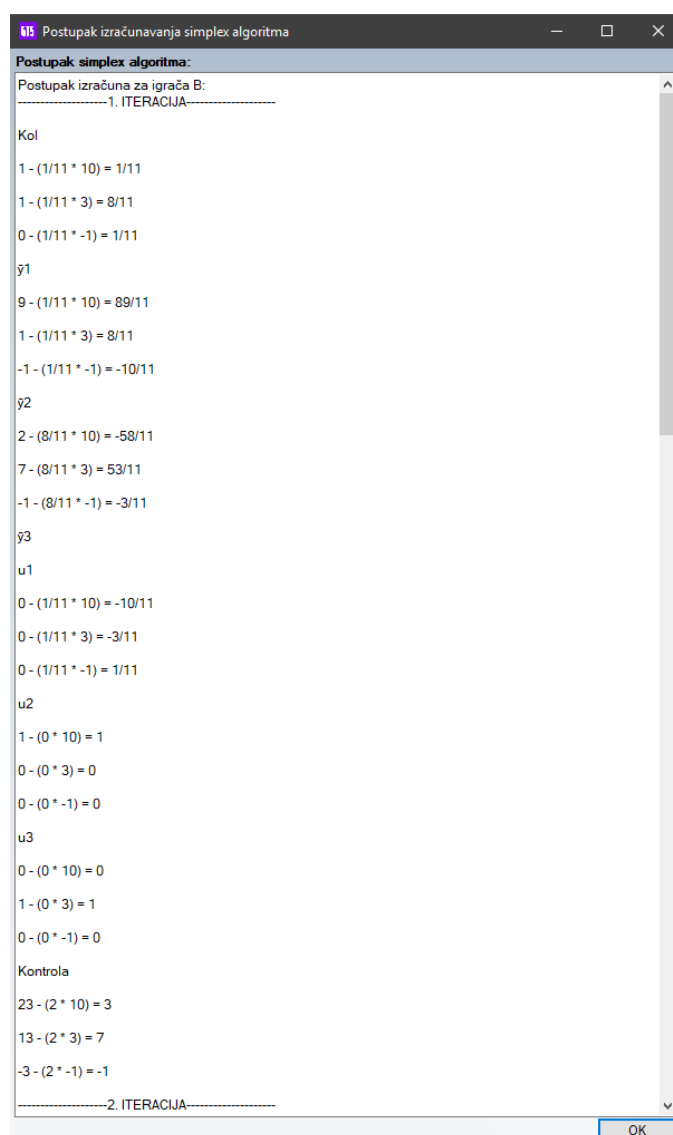 GTS Postupak izračunavanja simplex algoritma
Postupak simplex algoritma:
Postupak izračuna za igrača B:
--------------------1. ITERACIJA--------------------
Kol
1 - (1/11 * 10) = 1/11
1 - (1/11 * 3) = 8/11
0 - (1/11 * -1) = 1/11
ȳ1
9 - (1/11 * 10) = 89/11
1 - (1/11 * 3) = 8/11
-1 - (1/11 * -1) = -10/11
ȳ2
2 - (8/11 * 10) = -58/11
7 - (8/11 * 3) = 53/11
-1 - (8/11 * -1) = -3/11
ȳ3
u1
0 - (1/11 * 10) = -10/11
0 - (1/11 * 3) = -3/11
0 - (1/11 * -1) = 1/11
u2
1 - (0 * 10) = 1
0 - (0 * 3) = 0
0 - (0 * -1) = 0
u3
0 - (0 * 10) = 0
1 - (0 * 3) = 1
0 - (0 * -1) = 0
Kontrola
23 - (2 * 10) = 3
13 - (2 * 3) = 7
-3 - (2 * -1) = -1
--------------------2. ITERACIJA--------------------
OK